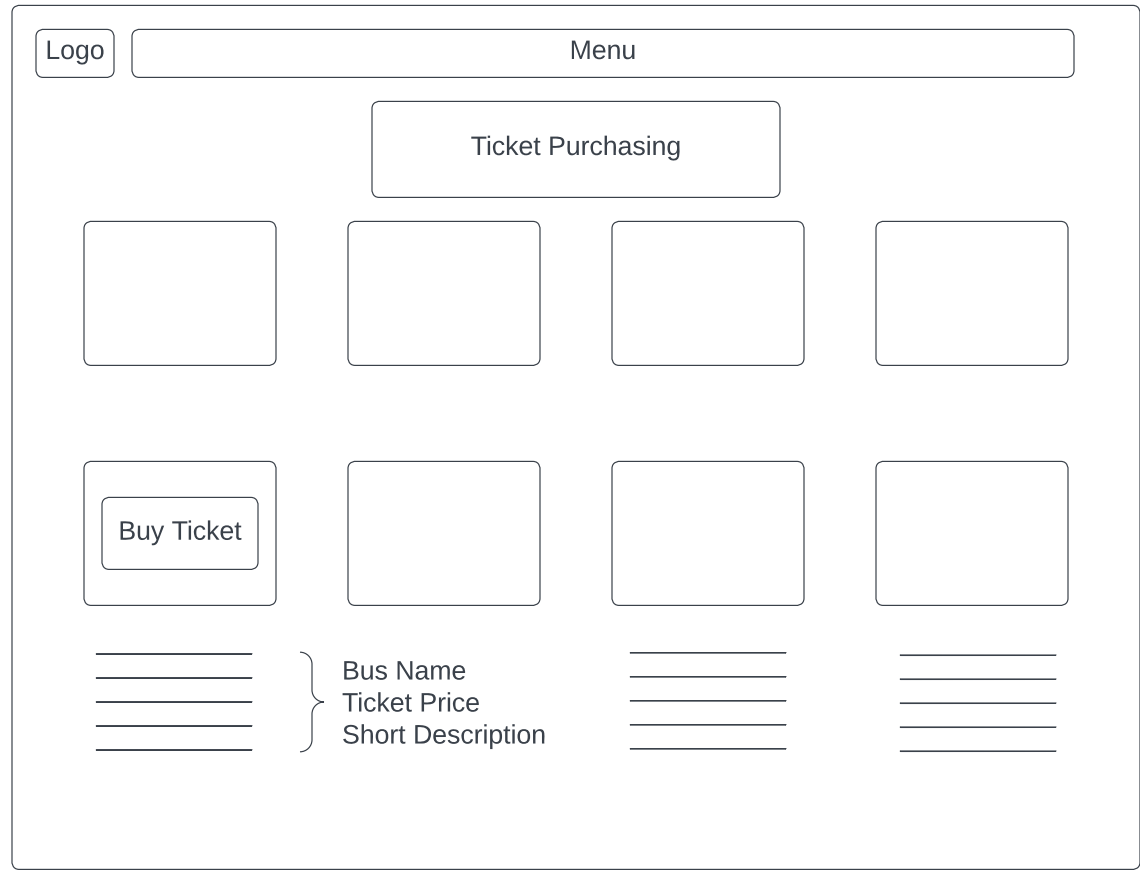 Logo
Menu
Ticket Purchasing
Buy Ticket
Bus Name
Ticket Price
Short Description